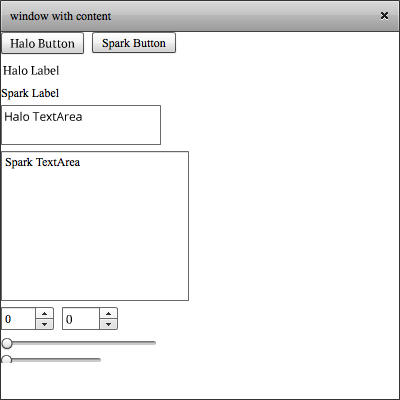 window with content
Halo Button Spark Button
Halo Label
Spark Label
Halo TextArea
Spark TextArea
0 0